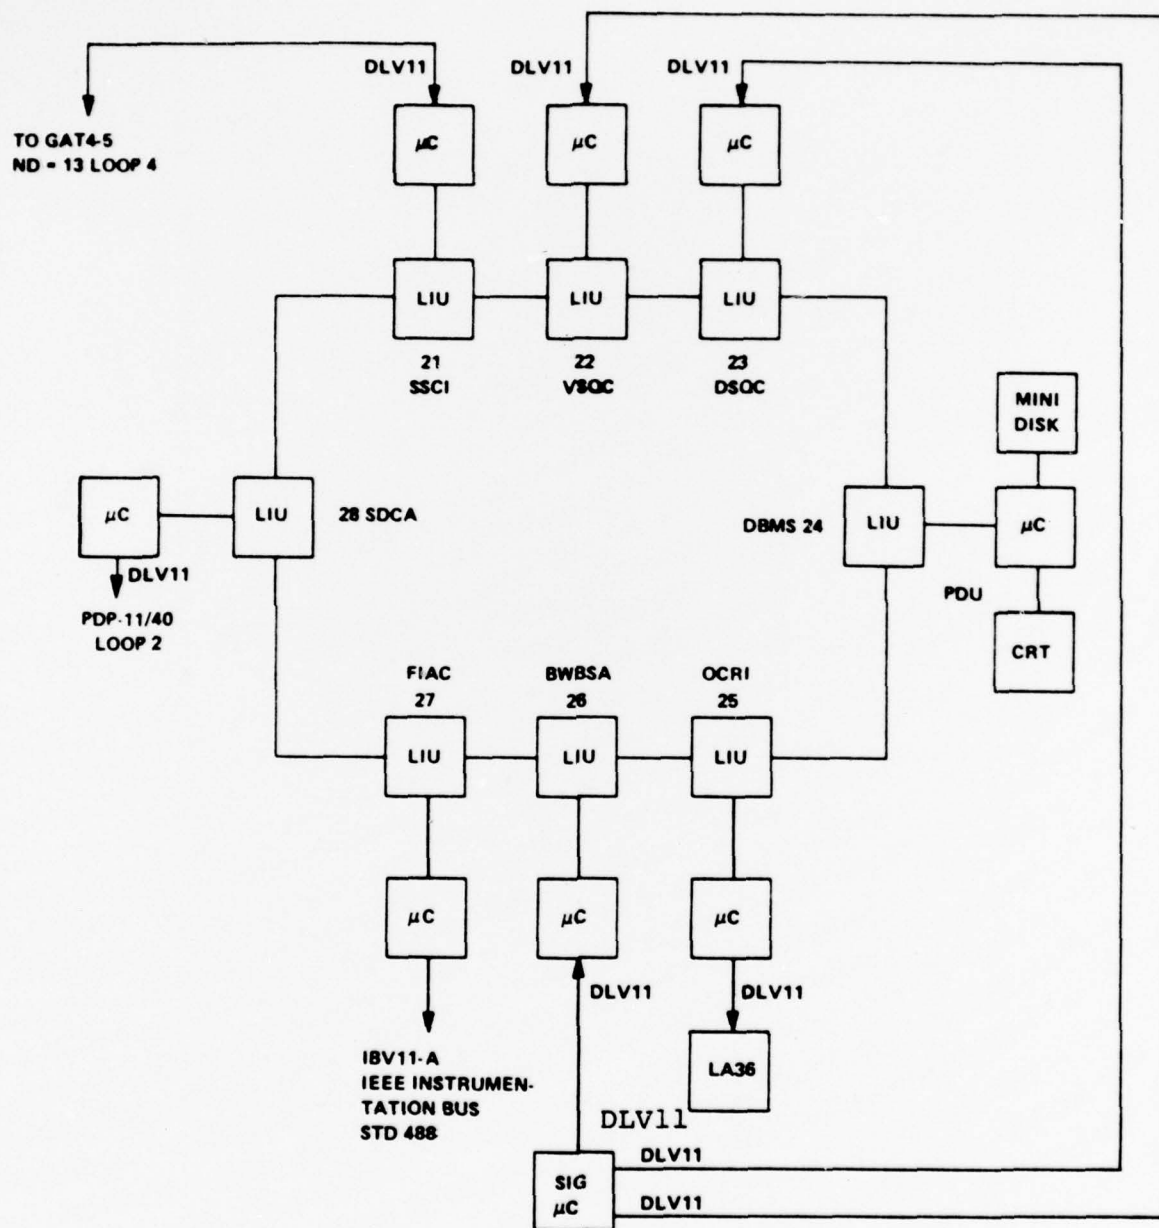 DLV11
DLV11
DLV11
TO GAT4-5
ND = 13 LOOP 4
μC
μC
μC
LIU
LIU
LIU
21
SSCI
22
VSQC
23
DSQC
MINI
DISK
μC
LIU
28 SDCA
DBMS 24
LIU
μC
DLV11
PDP-11/40
LOOP 2
PDU
CRT
FIAC
27
BWBSA
26
OCRI
25
LIU
LIU
LIU
μC
μC
μC
DLV11
DLV11
IBV11-A
IEEE INSTRUMEN-
TATION BUS
STD 488
LA36
DLV11
SIG
μC
DLV11
DLV11